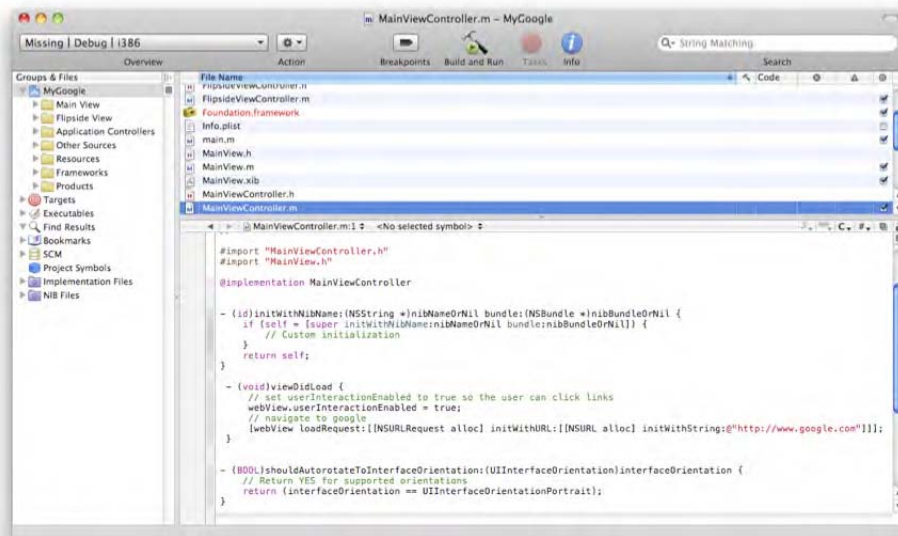 MainViewController.m – MyGoogle
Missing | Debug | i386
String Matching
Overview
Action
Breakpoints
Build and Run
Tasks
Info
Search
Groups & Files
MyGoogle
Main View
Flipside View
Application Controllers
Other Sources
Resources
Frameworks
Products
Targets
Executables
Find Results
Bookmarks
SCM
Project Symbols
Implementation Files
NIB Files
File Name
Code
FlipsideViewController.h
FlipsideViewController.m
Foundation.framework
Info.plist
main.m
MainView.h
MainView.m
MainView.xib
MainViewController.h
MainViewController.m
MainViewController.m:1 <No selected symbol>
C, #,
#import "MainViewController.h"
#import "MainView.h"
@implementation MainViewController
- (id)initWithNibName:(NSString *)nibNameOrNil bundle:(NSBundle *)nibBundleOrNil {
if (self = [super initWithNibName:nibNameOrNil bundle:nibBundleOrNil]) {
// Custom initialization
}
return self;
}
- (void)viewDidLoad {
// set userInteractionEnabled to true so the user can click links
webView.userInteractionEnabled = true;
// navigate to google
[webView loadRequest:[[NSURLRequest alloc] initWithURL:[[NSURL alloc] initWithString:@"http://www.google.com"]]];
}
- (BOOL)shouldAutorotateToInterfaceOrientation:(UIInterfaceOrientation)interfaceOrientation {
// Return YES for supported orientations
return (interfaceOrientation == UIInterfaceOrientationPortrait);
}